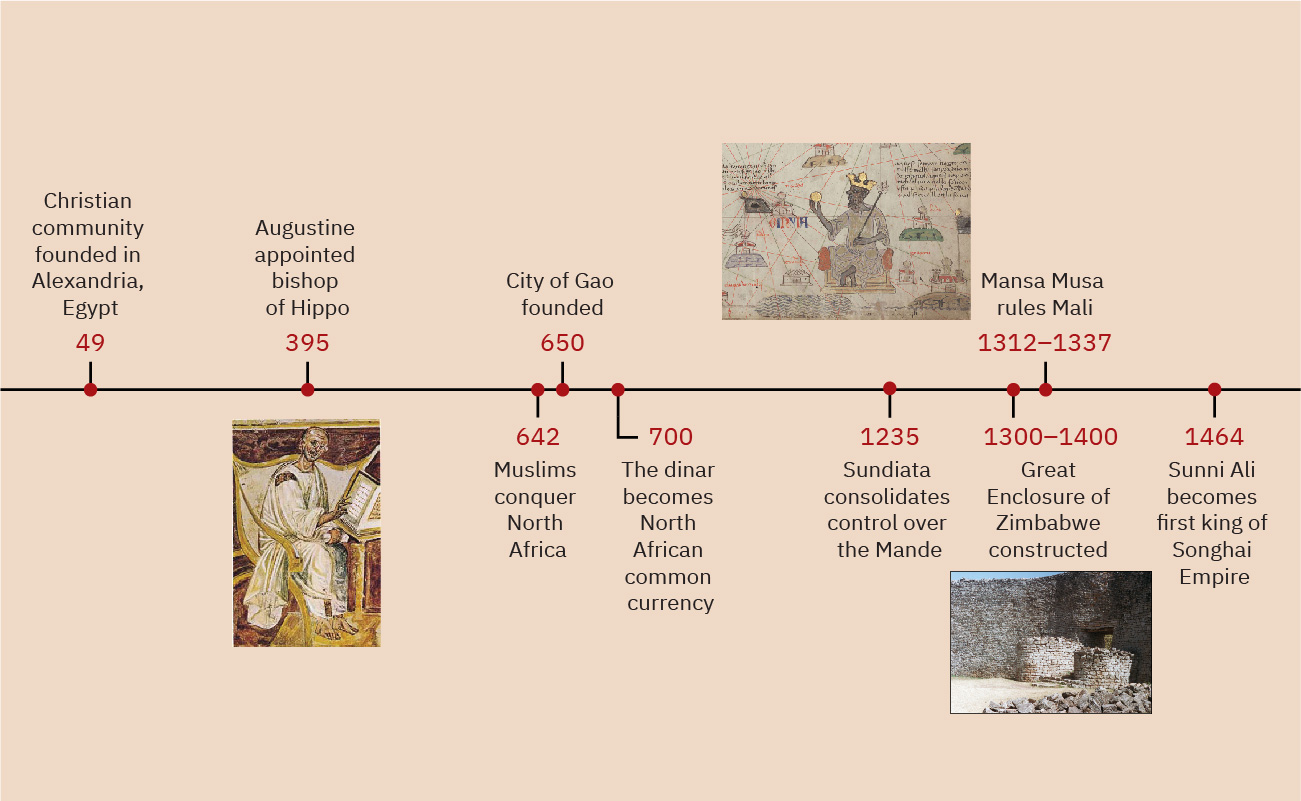 Christian
community
founded in
Alexandria,
Egypt
49
Augustine
appointed
bishop
of Hippo
395
City of Gao
founded
650
Mansa Musa
rules Mali
1312–1337
642
Muslims
conquer
North
Africa
700
The dinar
becomes
North
African
common
currency
1235
Sundiata
consolidates
control over
the Mande
1300–1400
Great
Enclosure of
Zimbabwe
constructed
1464
Sunni Ali
becomes
first king of
Songhai
Empire